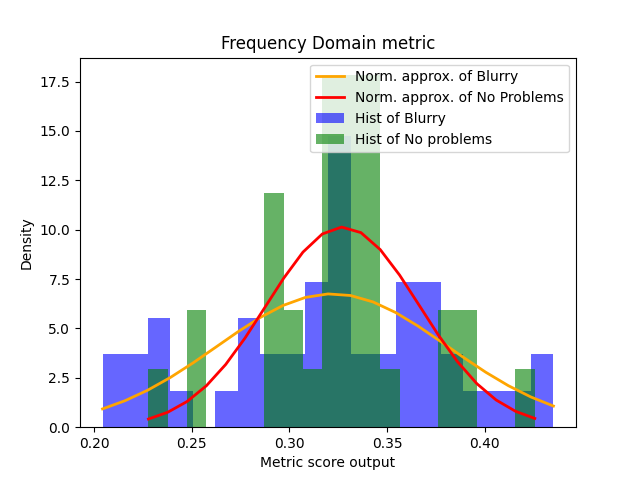 Frequency Domain metric
Norm. approx. of Blurry
Norm. approx. of No Problems
Hist of Blurry
Hist of No problems
Density
17.5
15.0
12.5
10.0
7.5
5.0
2.5
0.0
0.20 0.25 0.30 0.35 0.40
Metric score output